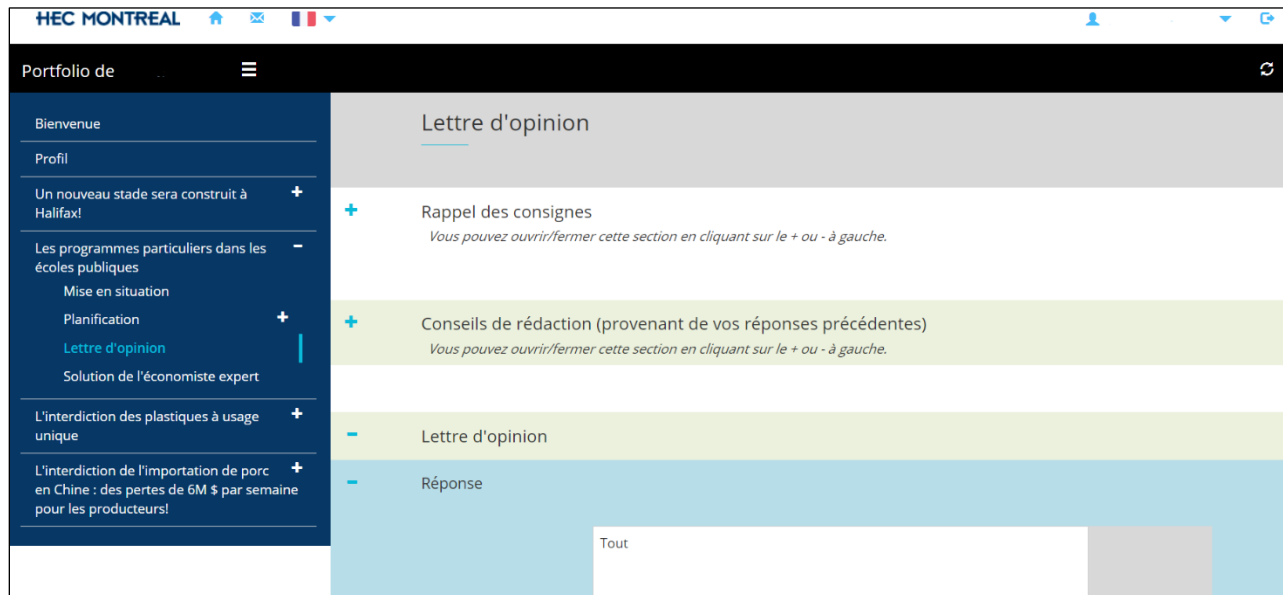 HEC MONTREAL
Portfolio de
Bienvenue
Profil
Un nouveau stade sera construit à
Halifax!
Les programmes particuliers dans les
écoles publiques
Mise en situation
Planification
Lettre d'opinion
Solution de l'économiste expert
L'interdiction des plastiques à usage
unique
L'interdiction de l'importation de porc
en Chine : des pertes de 6M $ par semaine
pour les producteurs!
Lettre d'opinion
Rappel des consignes
Vous pouvez ouvrir/fermer cette section en cliquant sur le + ou - à gauche.
Conseils de rédaction (provenant de vos réponses précédentes)
Vous pouvez ouvrir/fermer cette section en cliquant sur le + ou - à gauche.
Lettre d'opinion
Réponse
Tout